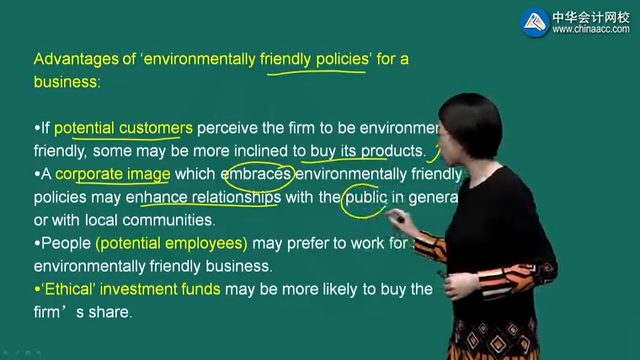 中华会计网校
www.chinaacc.com
Advantages of ‘environmentally friendly policies’ for a
business:
•If potential customers perceive the firm to be environmen
friendly, some may be more inclined to buy its products.
•A corporate image which embraces environmentally friendly
policies may enhance relationships with the public in genera
or with local communities.
•People (potential employees) may prefer to work for
environmentally friendly business.
•‘Ethical’ investment funds may be more likely to buy the
firm’s share.